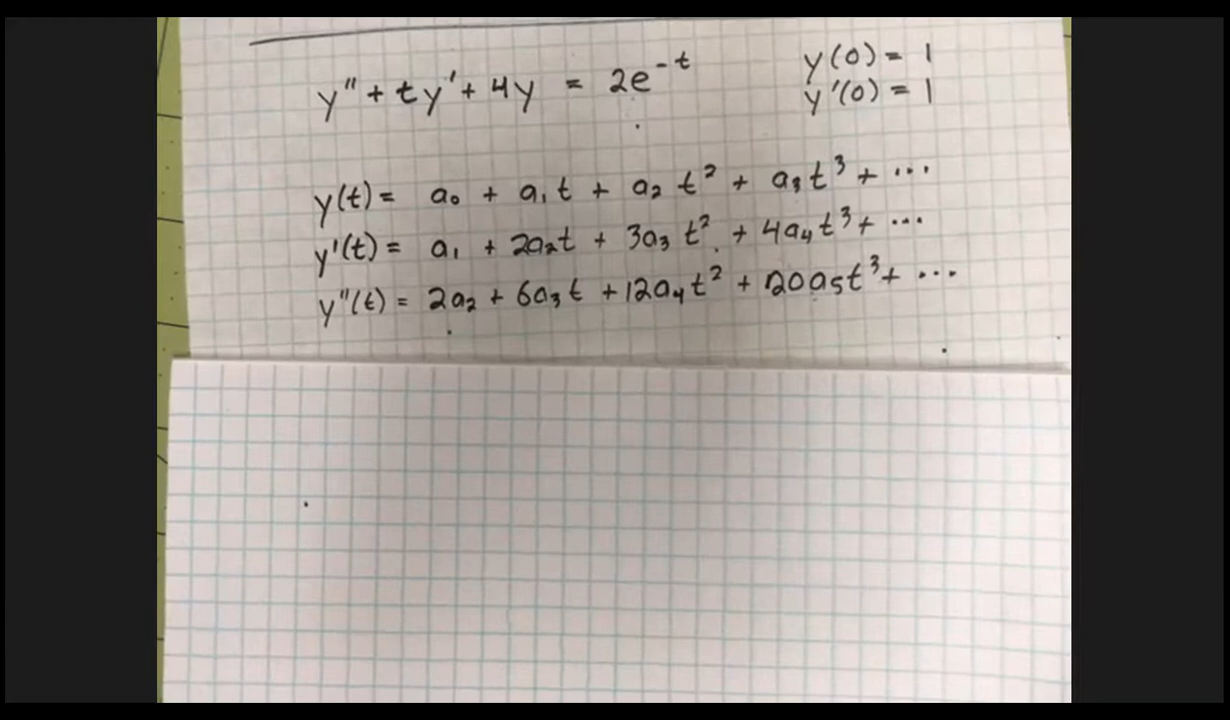 y'' + ty' + 4y = 2e^{-t}
y(0) = 1
y'(0) = 1
y(t) = a₀ + a₁t + a₂t² + a₃t³ + ...
y'(t) = a₁ + 2a₂t + 3a₃t² + 4a₄t³ + ...
y''(t) = 2a₂ + 6a₃t + 12a₄t² + 20a₅t³ + ...